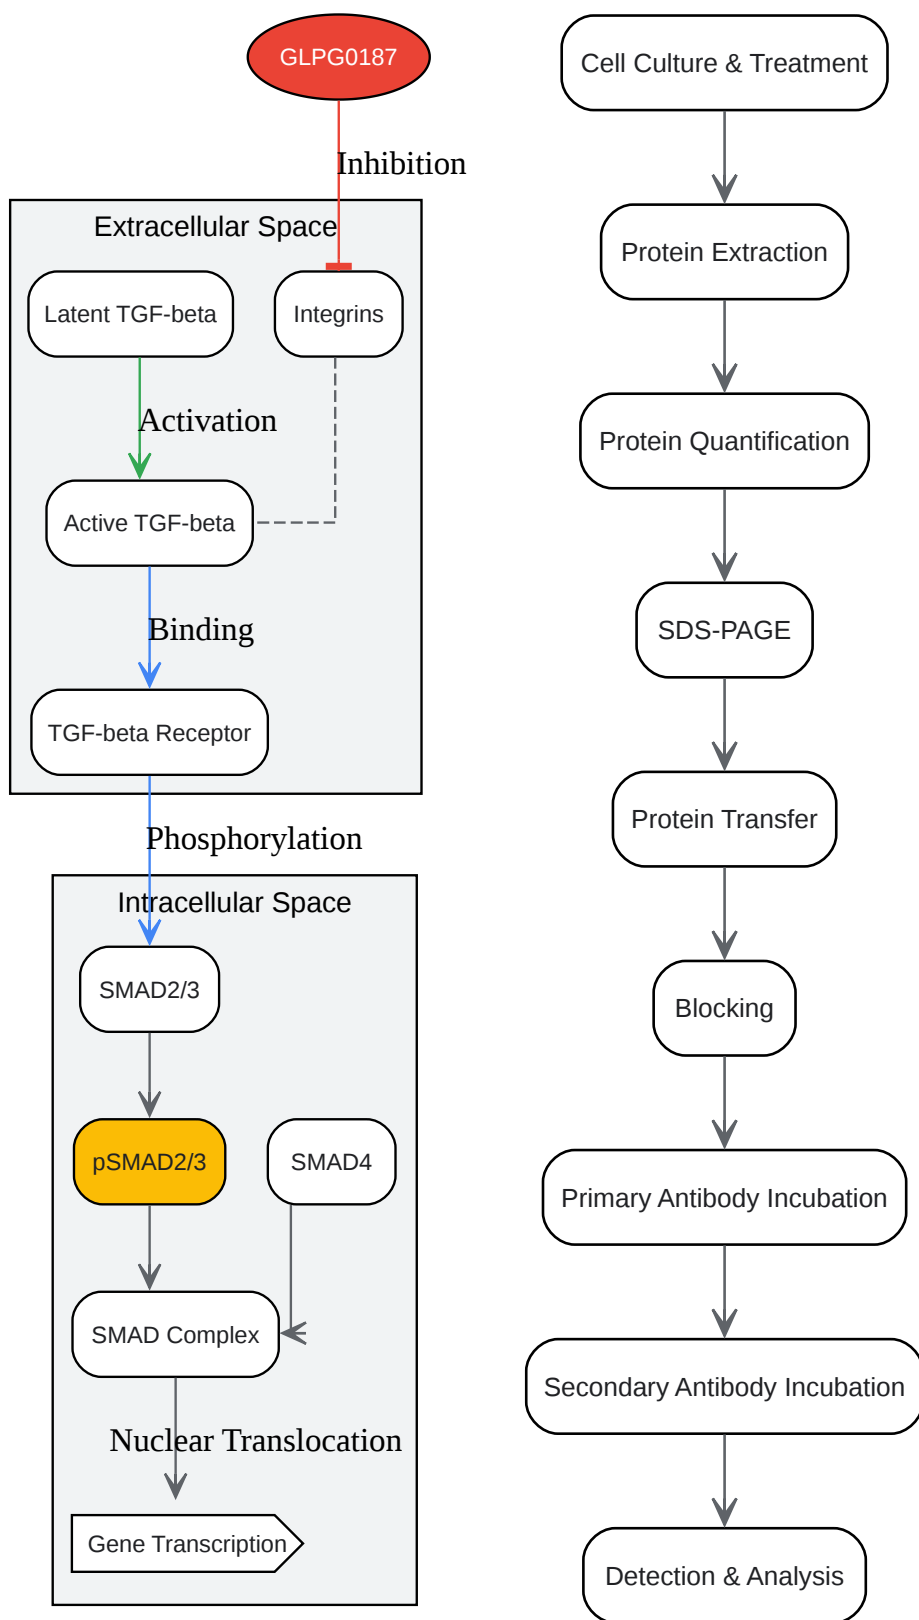 GLPG0187
Inhibition
Extracellular Space
Latent TGF-beta
Integrins
Activation
Active TGF-beta
Binding
TGF-beta Receptor
Phosphorylation
Intracellular Space
SMAD2/3
pSMAD2/3
SMAD4
SMAD Complex
Nuclear Translocation
Gene Transcription
Cell Culture & Treatment
Protein Extraction
Protein Quantification
SDS-PAGE
Protein Transfer
Blocking
Primary Antibody Incubation
Secondary Antibody Incubation
Detection & Analysis